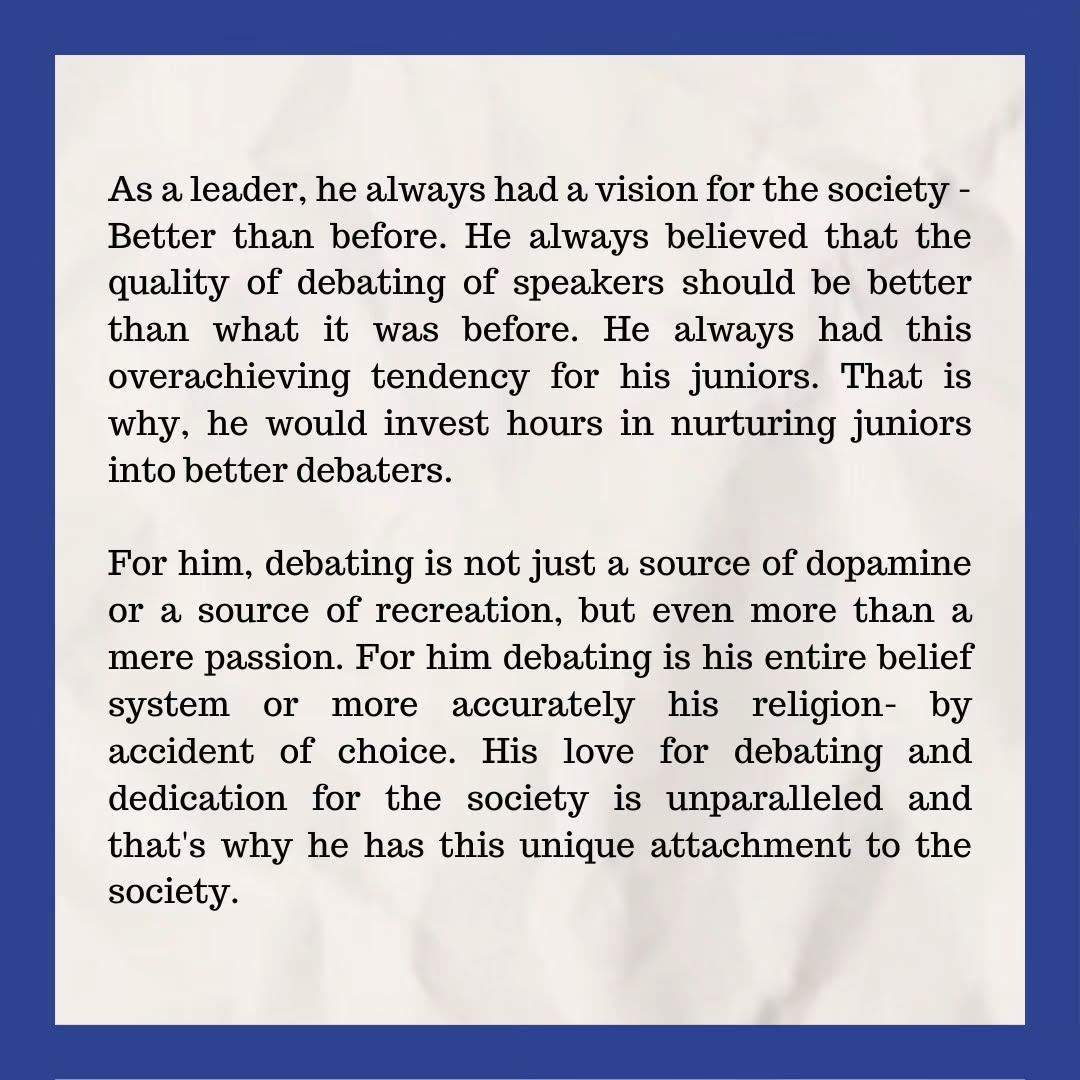 As a leader, he always had a vision for the society -
Better than before. He always believed that the
quality of debating of speakers should be better
than what it was before. He always had this
overachieving tendency for his juniors. That is
why, he would invest hours in nurturing juniors
into better debaters.
For him, debating is not just a source of dopamine
or a source of recreation, but even more than a
mere passion. For him debating is his entire belief
system or more accurately his religion- by
accident of choice. His love for debating and
dedication for the society is unparalleled and
that's why he has this unique attachment to the
society.